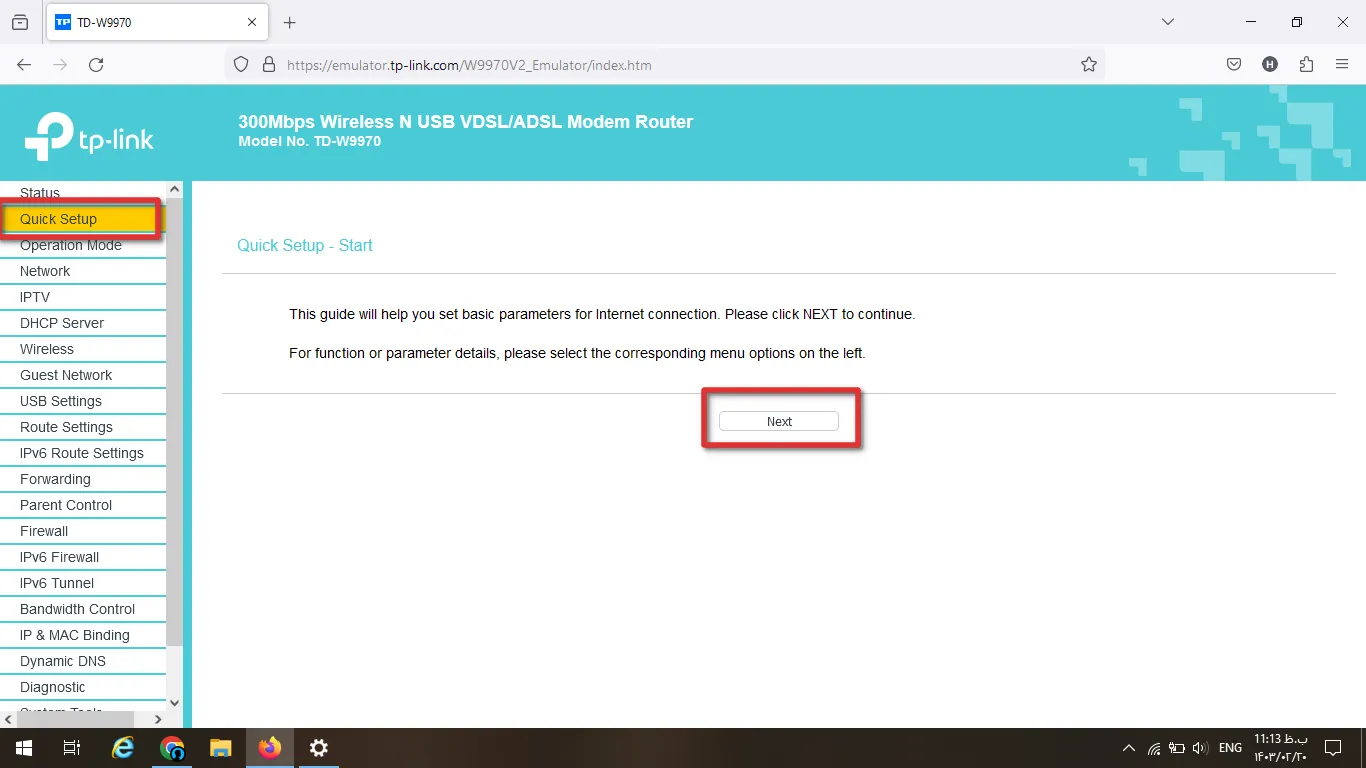 TP TD-W9970
https://emulator.tp-link.com/W9970V2_Emulator/index.htm
H
tp-link
300Mbps Wireless N USB VDSL/ADSL Modem Router
Model No. TD-W9970
Status
Quick Setup
Operation Mode
Network
IPTV
DHCP Server
Wireless
Guest Network
USB Settings
Route Settings
IPv6 Route Settings
Forwarding
Parent Control
Firewall
IPv6 Firewall
IPv6 Tunnel
Bandwidth Control
IP & MAC Binding
Dynamic DNS
Diagnostic
System Tools
Quick Setup - Start
This guide will help you set basic parameters for Internet connection. Please click NEXT to continue.
For function or parameter details, please select the corresponding menu options on the left.
Next
ENG
11:13 ب.ظ
۱۴۰۳/۰۲/۲۰